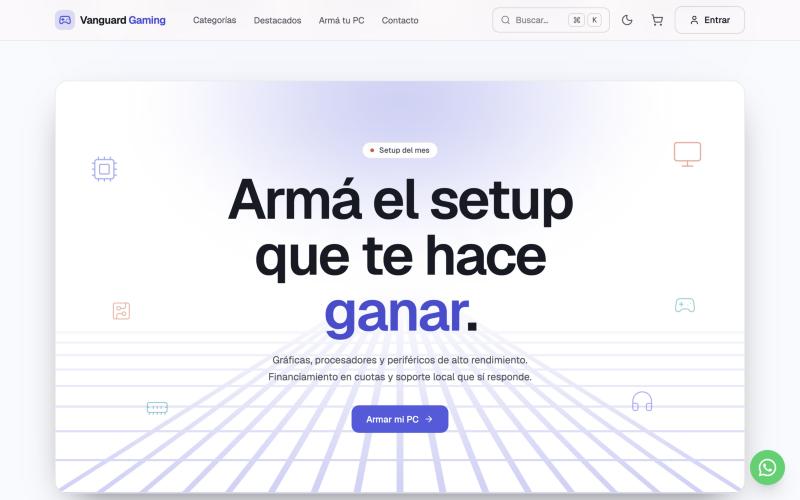 Vanguard Gaming
Categorías
Destacados
Armá tu PC
Contacto
Buscar...
⌘ K
Entrar
Setup del mes
Armá el setup
que te hace
ganar.
Gráficas, procesadores y periféricos de alto rendimiento.
Financiamiento en cuotas y soporte local que sí responde.
Armar mi PC →